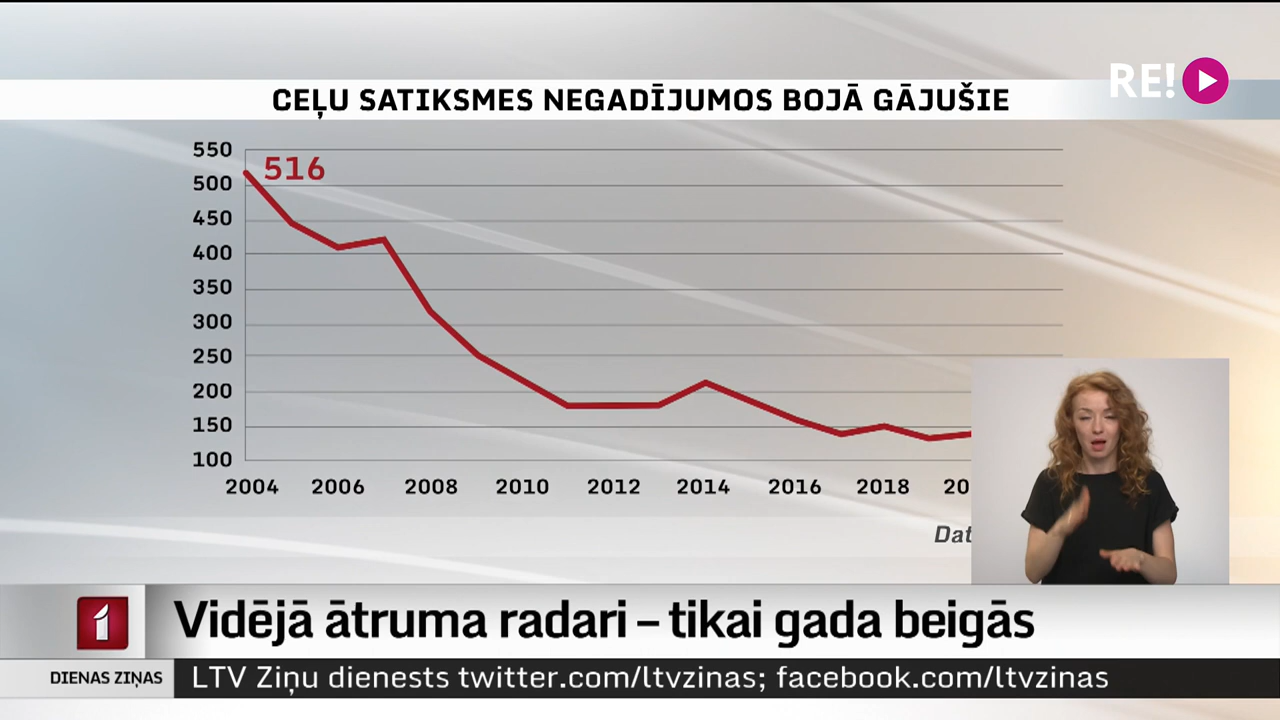 RE!
CEĻU SATIKSMES NEGADĪJUMOS BOJĀ GĀJUŠIE
550
516
500
450
400
350
300
250
200
150
100
2004 2006 2008 2010 2012 2014 2016 2018
1
Vidējā ātruma radari – tikai gada beigās
DIENAS ZIŅAS
LTV Ziņu dienests twitter.com/ltvzinas; facebook.com/ltvzinas